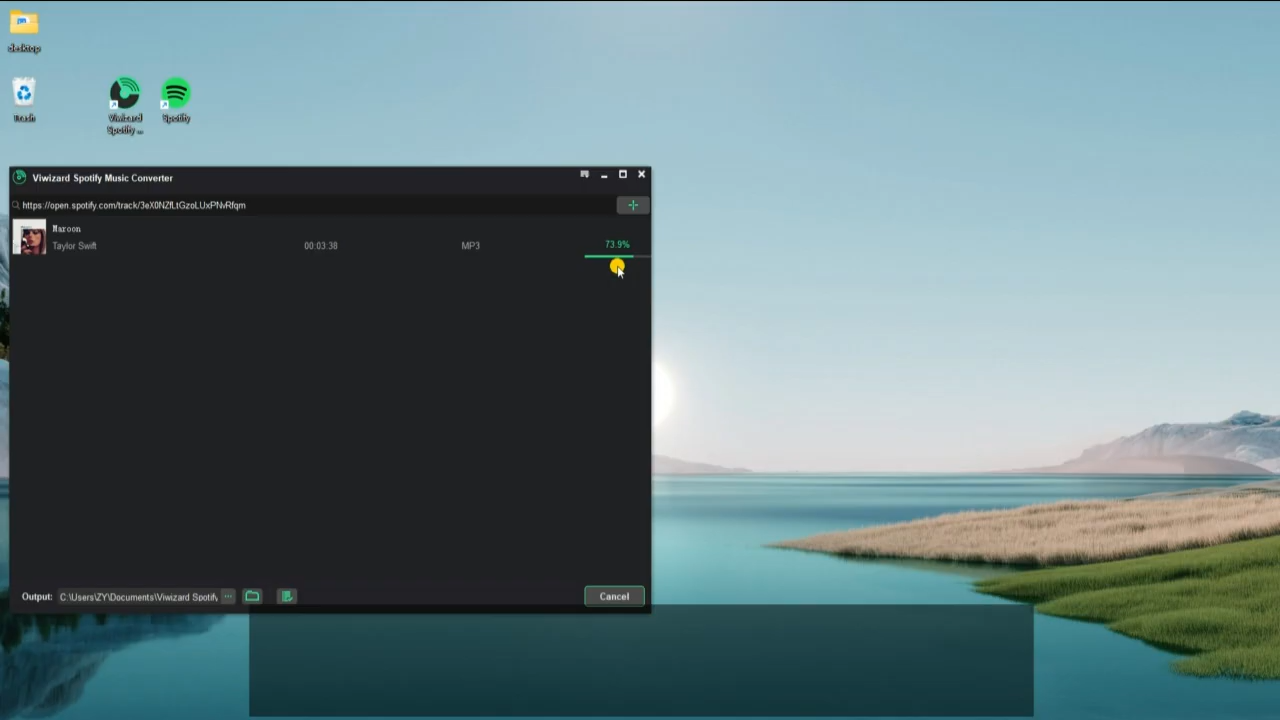 desktop
Trash
Viwizard
Spotify ...
Spotify
Viwizard Spotify Music Converter
https://open.spotify.com/track/3eX0NZfLtGzoLUxPNvRfqm
Maroon
Taylor Swift
00:03:38
MP3
73.9%
Output:
C:\Users\ZY\Documents\Viwizard Spotify
...
Cancel